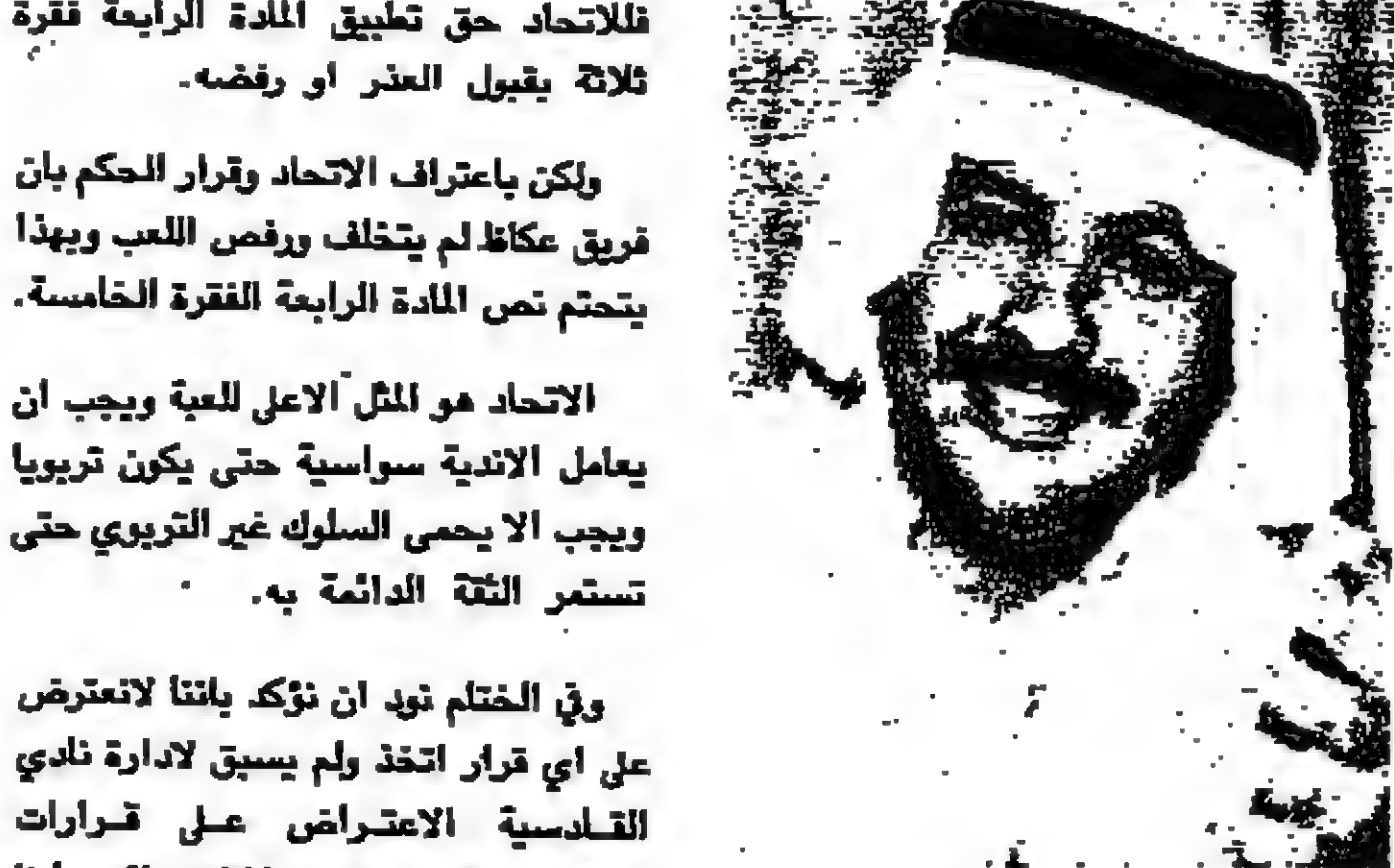 فللاتحاد حق تطبيق المادة الرابعة فقرة
ثلاثة بقبول العذر او رفضه.
ولكن باعتراف الاتحاد وقرار الحكم بان
فريق عكاظ لم يتخلف ورفص اللعب وبهذا
يتحتم نص المادة الرابعة الفقرة الخامسة.
الاتحاد هو المثل الاعلى للعبة ويجب ان
يعامل الاندية سواسية حتى يكون تربويا
ويجب الا يحمى السلوك غير التربوي حتى
تستمر الثقة الدائمة به.
وفي الختام نود ان نؤكد باننا لانعترض
على اي قرار اتخذ ولم يسبق لادارة نادي
القادسية الاعتراض على قرارات